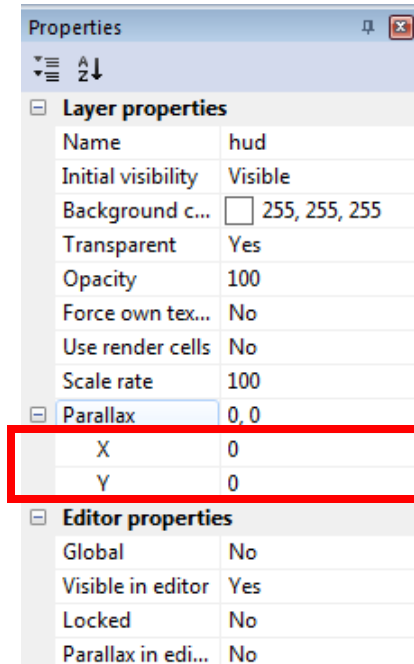 Properties
A Z
Layer properties
Name hud
Initial visibility Visible
Background c... 255, 255, 255
Transparent Yes
Opacity 100
Force own tex... No
Use render cells No
Scale rate 100
Parallax 0, 0
X 0
Y 0
Editor properties
Global No
Visible in editor Yes
Locked No
Parallax in edi... No